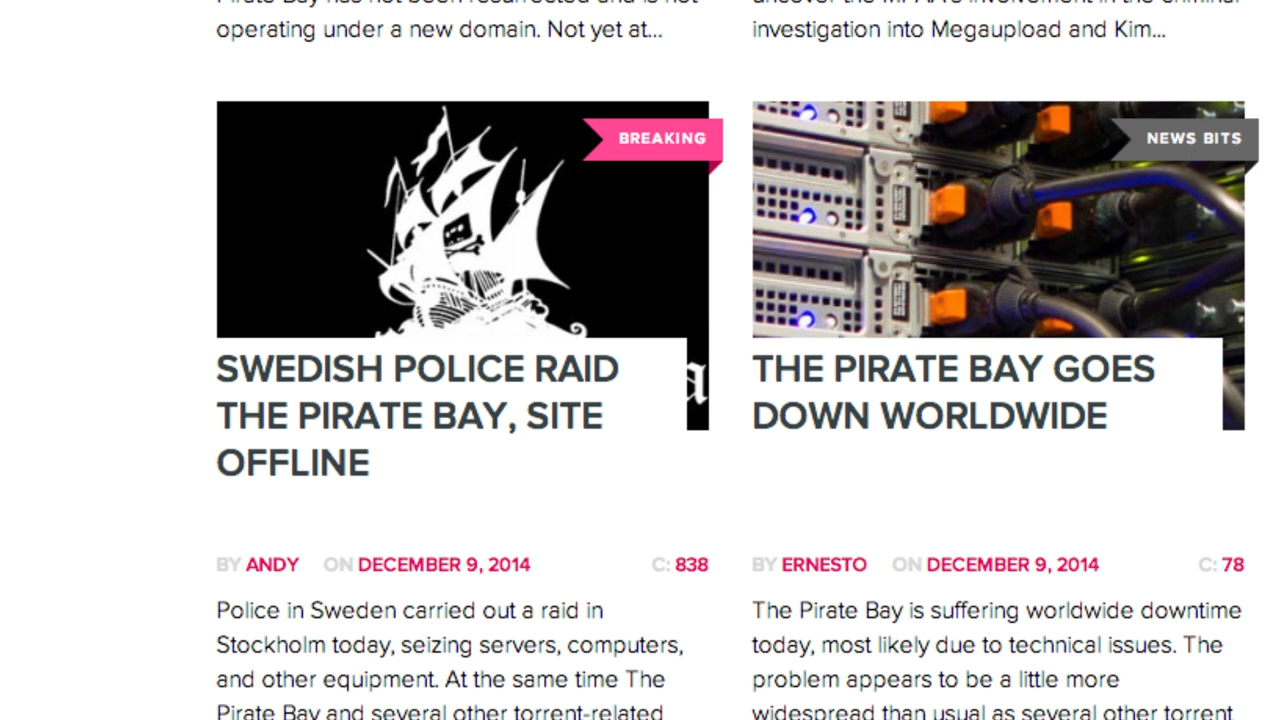 Pirate Bay has not been resurrected and is not
operating under a new domain. Not yet at...
uncover the MPAA's involvement in the criminal
investigation into Megaupload and Kim...
BREAKING
a
SWEDISH POLICE RAID
THE PIRATE BAY, SITE
OFFLINE
BY ANDY ON DECEMBER 9, 2014 C: 838
Police in Sweden carried out a raid in
Stockholm today, seizing servers, computers,
and other equipment. At the same time The
Pirate Bay and several other torrent-related
NEWS BITS
THE PIRATE BAY GOES
DOWN WORLDWIDE
BY ERNESTO ON DECEMBER 9, 2014 C: 78
The Pirate Bay is suffering worldwide downtime
today, most likely due to technical issues. The
problem appears to be a little more
widespread than usual as several other torrent